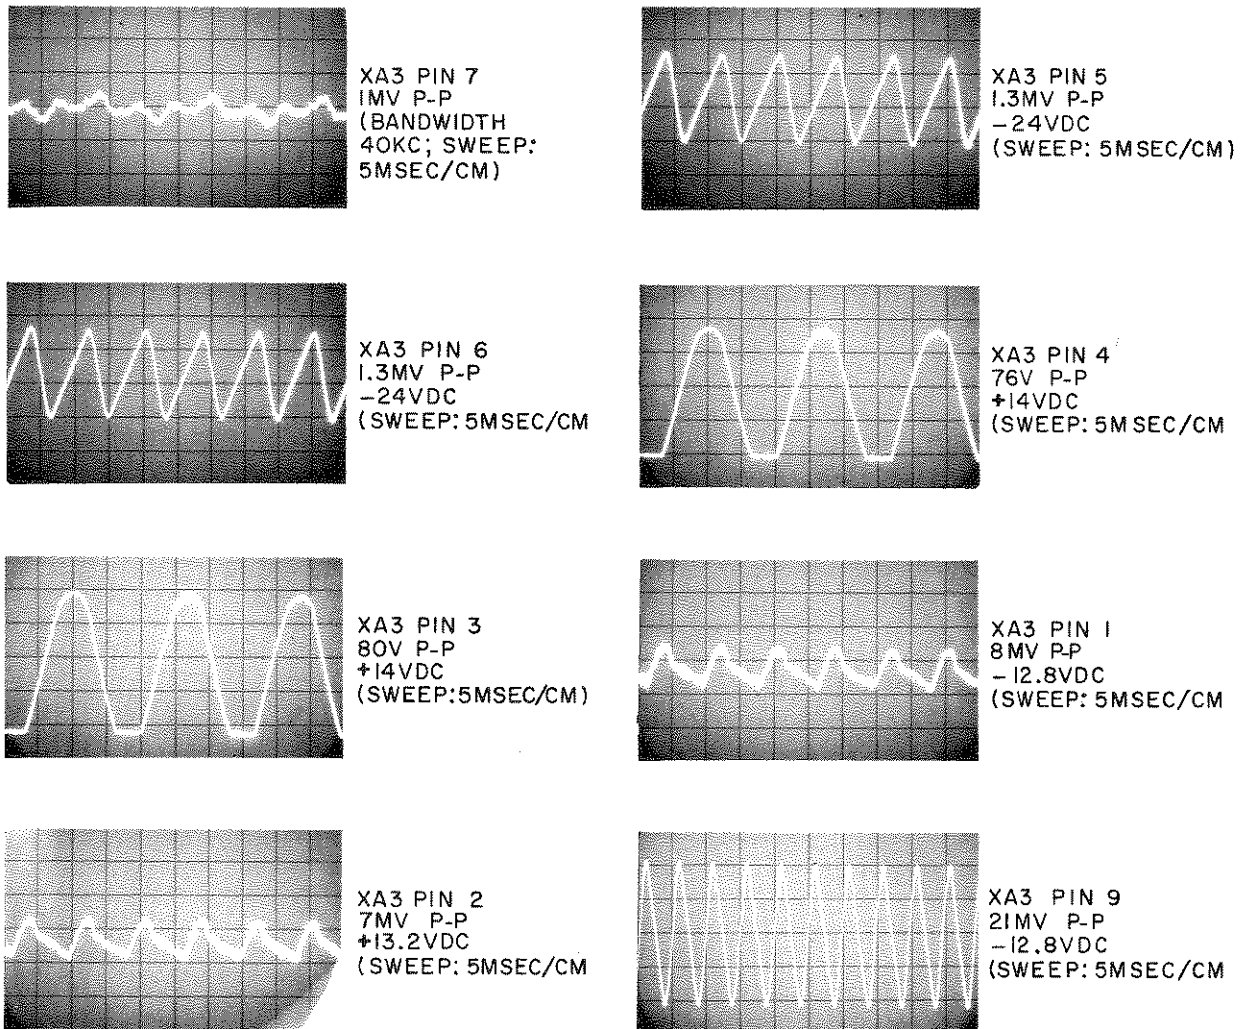 XA3 PIN 7
1MV P-P
(BANDWIDTH
40KC; SWEEP:
5MSEC/CM)
XA3 PIN 5
1.3MV P-P
-24VDC
(SWEEP: 5MSEC/CM)
XA3 PIN 6
1.3MV P-P
-24VDC
(SWEEP: 5MSEC/CM
XA3 PIN 4
76V P-P
+14VDC
(SWEEP: 5MSEC/CM
XA3 PIN 3
80V P-P
+14VDC
(SWEEP: 5MSEC/CM)
XA3 PIN 1
8MV P-P
-12.8VDC
(SWEEP: 5MSEC/CM
XA3 PIN 2
7MV P-P
+13.2VDC
(SWEEP: 5MSEC/CM
XA3 PIN 9
21MV P-P
-12.8VDC
(SWEEP: 5MSEC/CM